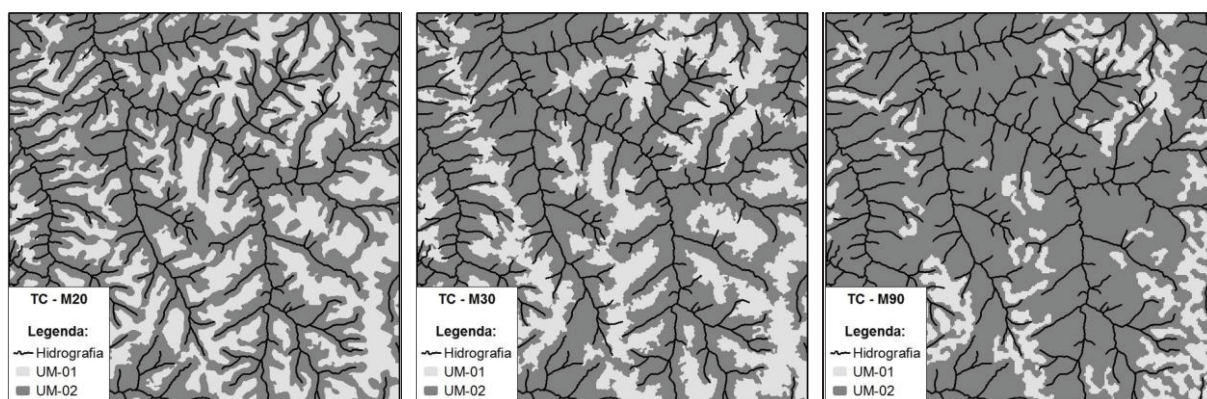 TC - M20
Legenda:
Hidrografia
UM-01
UM-02
TC - M30
Legenda:
Hidrografia
UM-01
UM-02
TC - M90
Legenda:
Hidrografia
UM-01
UM-02